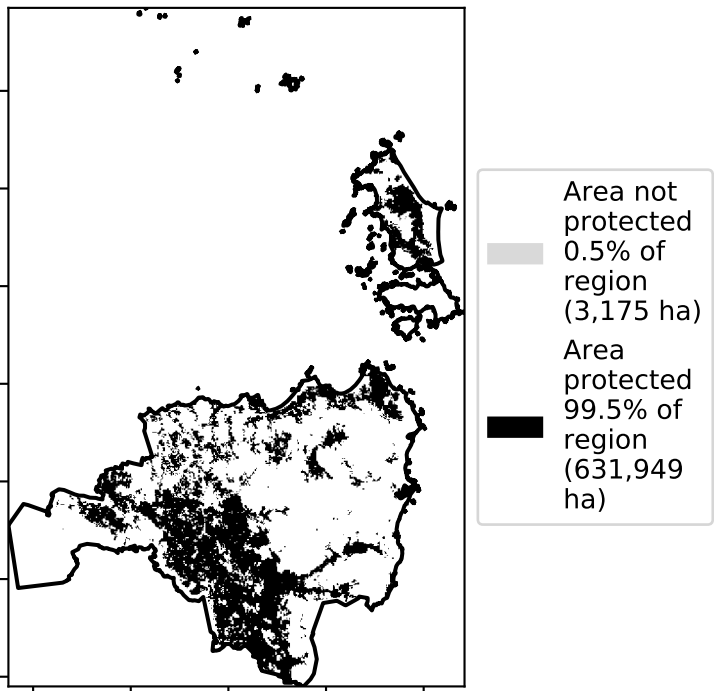 Area not
protected
0.5% of
region
(3,175 ha)
Area
protected
99.5% of
region
(631,949
ha)